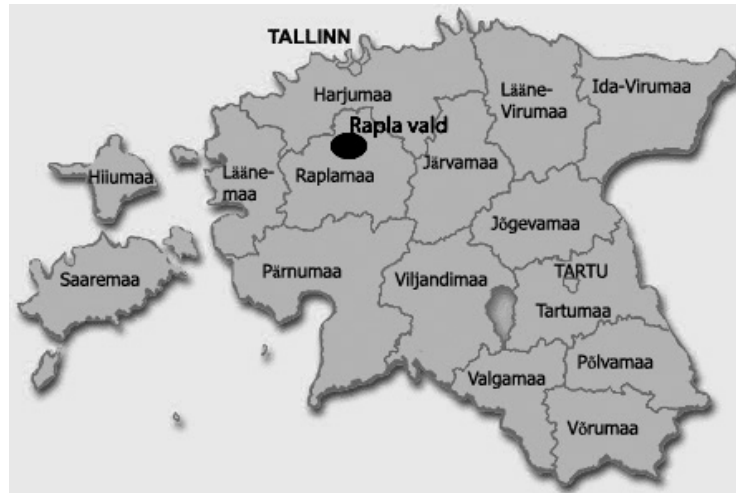 TALLINN
Harjumaa
Lääne-
Virumaa
Ida-Virumaa
Rapla vald
Hiiumaa
Lääne-
maa
Raplamaa
Järvamaa
Jõgevamaa
Saaremaa
Pärnumaa
Viljandimaa
TARTU
Tartumaa
Valgamaa
Põlvamaa
Võrumaa